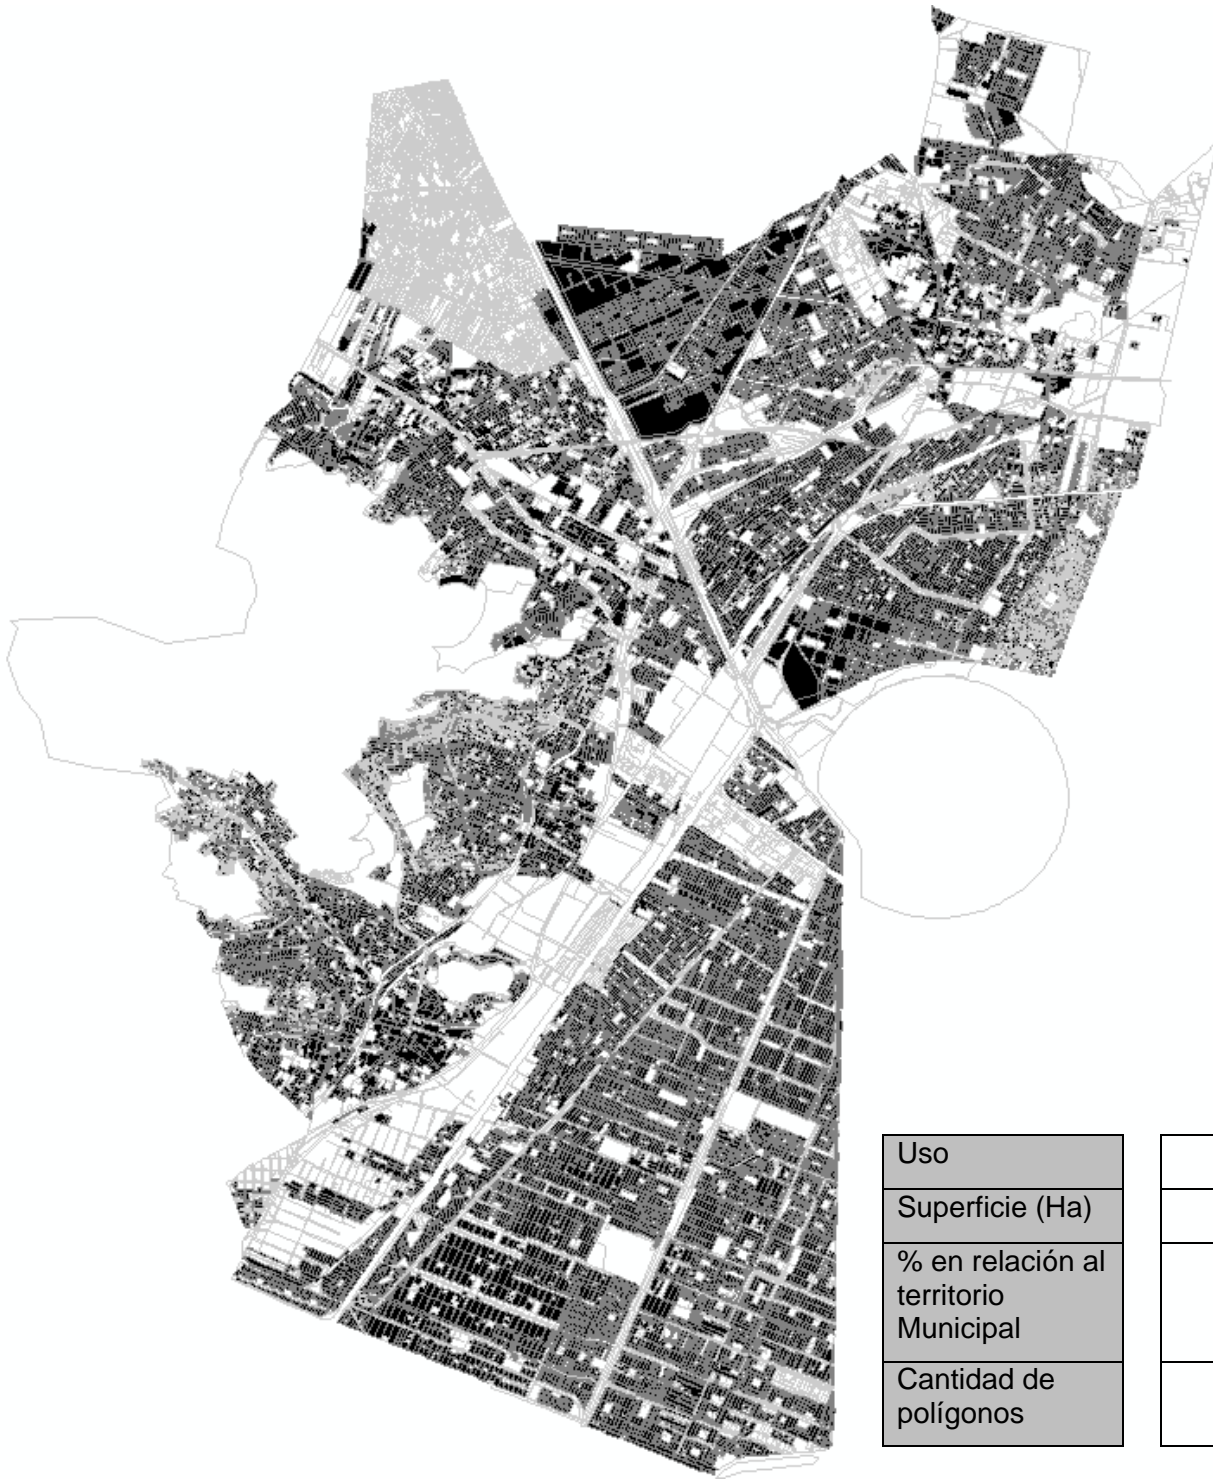 Uso
Superficie (Ha)
% en relación al
territorio
Municipal
Cantidad de
polígonos